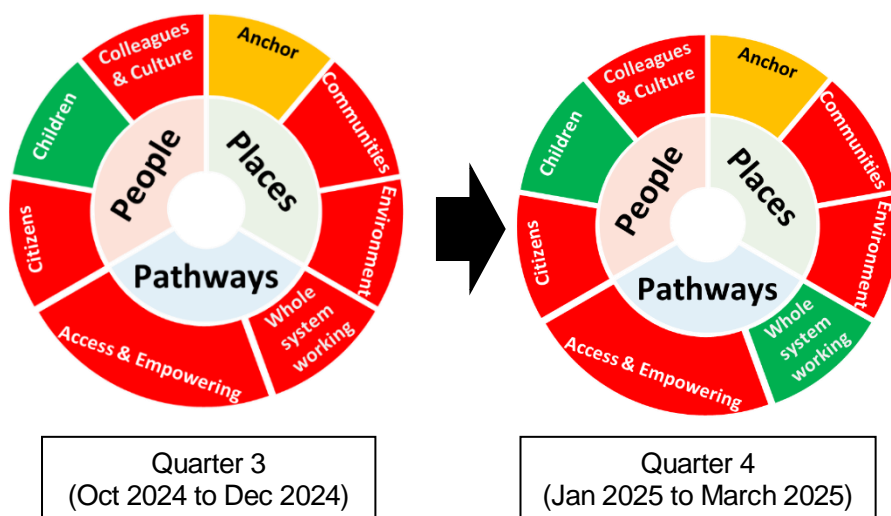 Colleagues
& Culture
Anchor
Communities
Environment
Whole
system
working
Access & Empowering
Citizens
Children
People
Places
Pathways
Quarter 3
(Oct 2024 to Dec 2024)
Colleagues
& Culture
Anchor
Communities
Environment
Whole
system
working
Access & Empowering
Citizens
Children
People
Places
Pathways
Quarter 4
(Jan 2025 to March 2025)